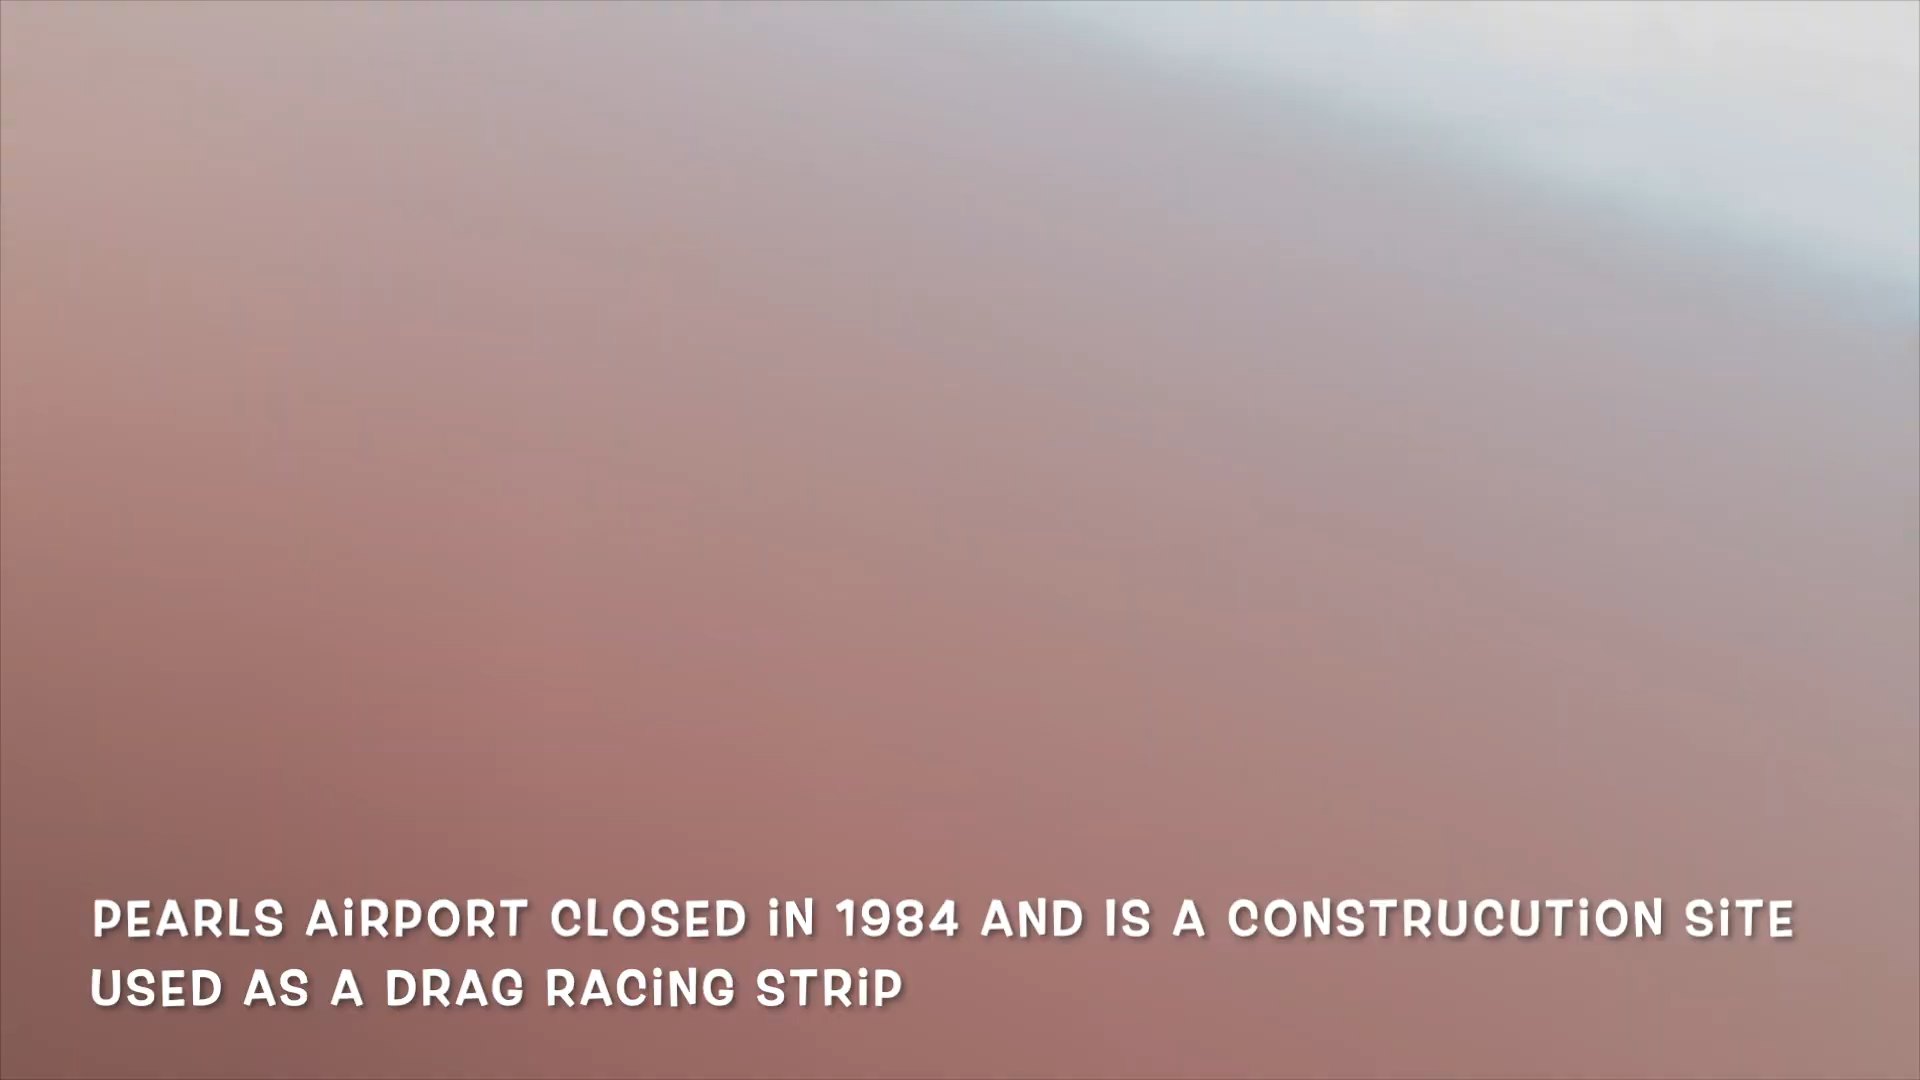 PEARLS AiRPORT CLOSED iN 1984 AND IS A CONSTRUCUTiON SiTE
USED AS A DRAG RACiNG STRiP